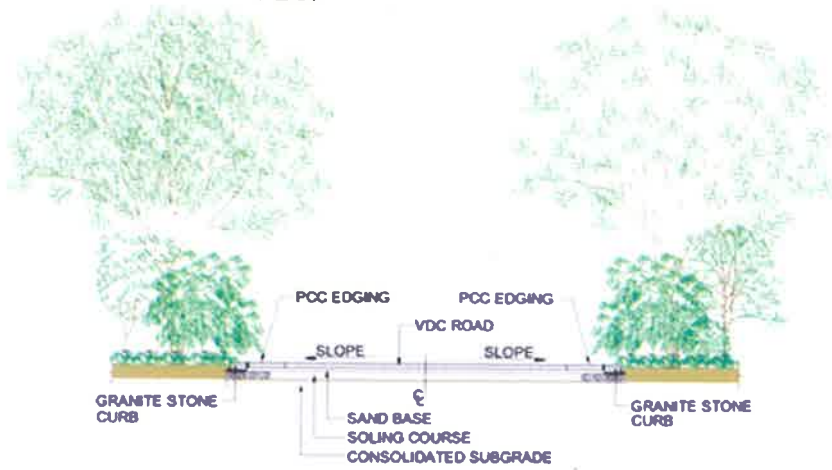 PCC EDGING
PCC EDGING
VDC ROAD
SLOPE
SLOPE
GRANITE STONE
CURB
℄
SAND BASE
SOLING COURSE
CONSOLIDATED SUBGRADE
GRANITE STONE
CURB